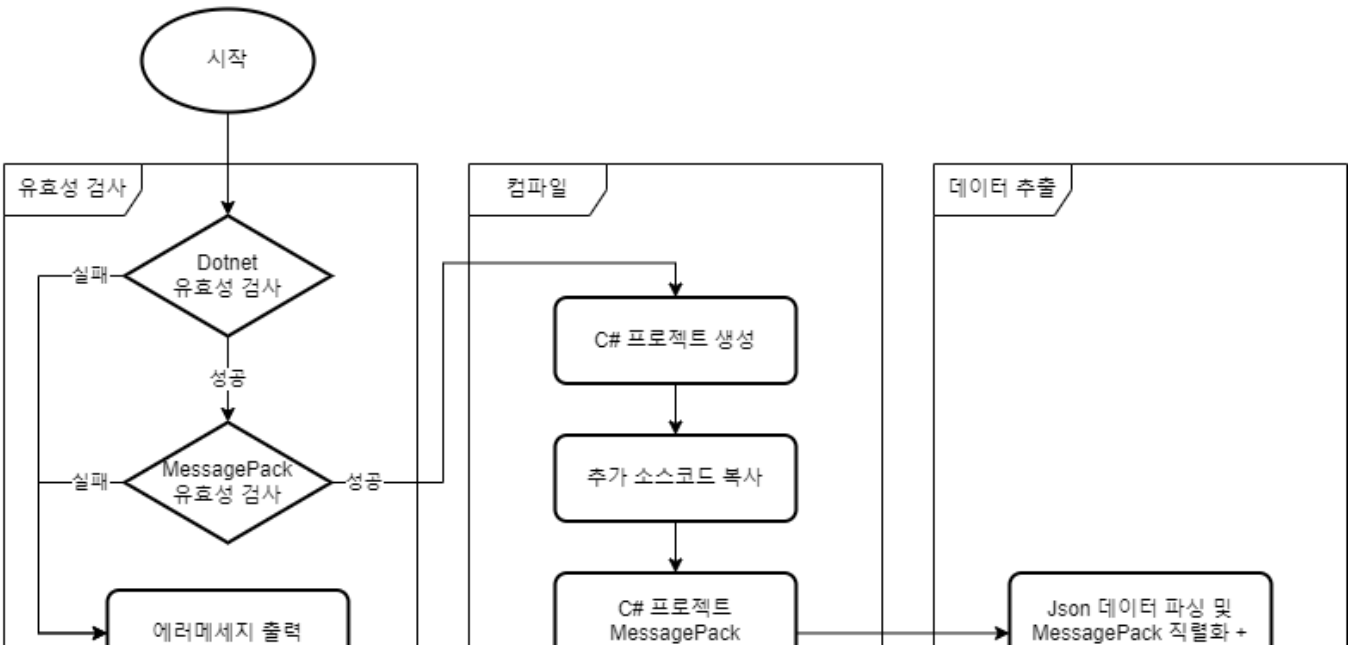 시작
유효성 검사
컴파일
데이터 추출
Dotnet
유효성 검사
실패
성공
C# 프로젝트 생성
MessagePack
유효성 검사
실패
성공
추가 소스코드 복사
에러메세지 출력
C# 프로젝트
MessagePack
Json 데이터 파싱 및
MessagePack 직렬화 +